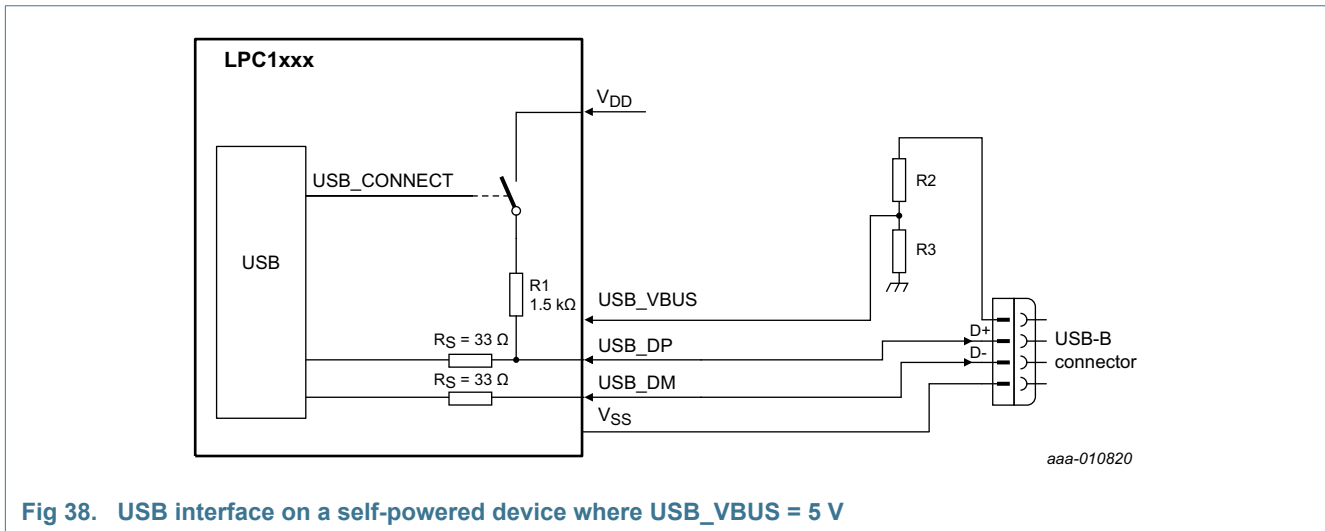 LPC1xxx
VDD
USB_CONNECT
R2
R3
USB
R1
1.5 kΩ
USB_VBUS
RS = 33 Ω
USB_DP
D+
USB-B
connector
D-
RS = 33 Ω
USB_DM
VSS
aaa-010820
Fig 38. USB interface on a self-powered device where USB_VBUS = 5 V